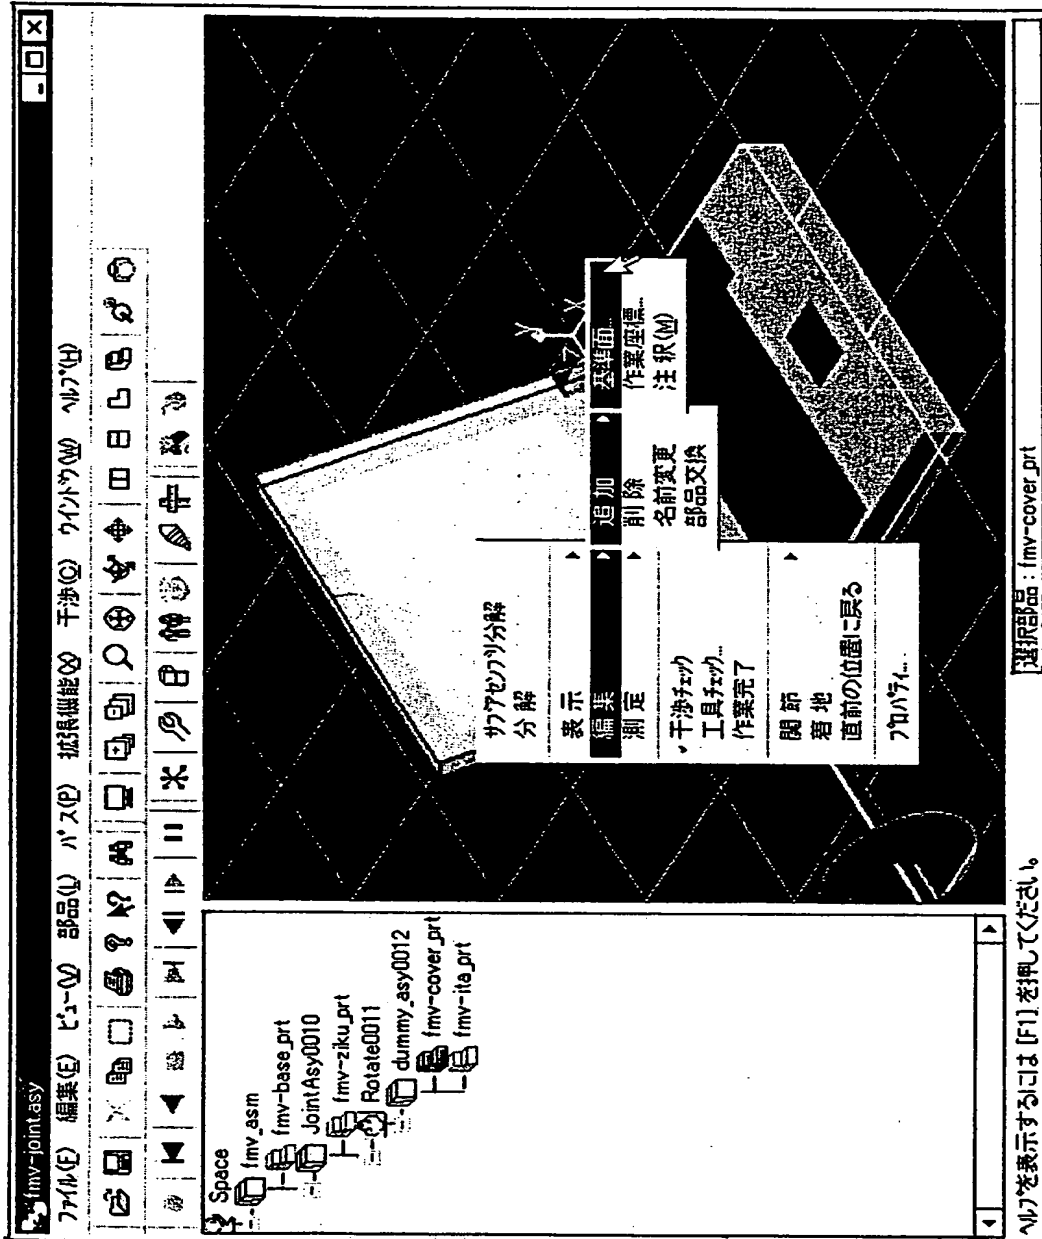 fmv-joint.asy
ファイル(F) 編集(E) ビュー(V) 部品(L) パス(P) 拡張機能(X) 干渉(C) ウインドウ(W) ヘルプ(H)
Space
fmv_asm
fmv-base_prt
JointAsy0010
fmv-ziku_prt
Rotate0011
dummy_asy0012
fmv-cover_prt
fmv-ita_prt
サブアセンブリ分解
分解
表示
編集
測定
✓干渉チェック
工具チェック...
作業完了
関節
着地
直前の位置に戻る
プロパティ...
追加
削除
名前変更
部品交換
基準面...
作業座標...
注釈(M)
ヘルプを表示するには [F1] を押してください。
選択部品 : fmv-cover_prt